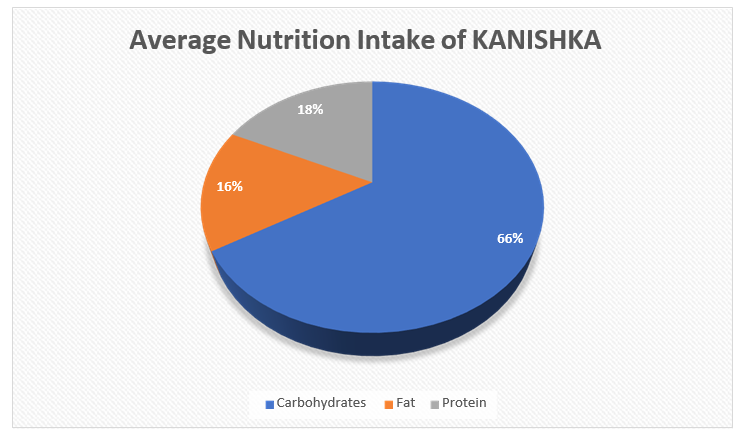 Average Nutrition Intake of KANISHKA
18%
16%
66%
Carbohydrates Fat Protein